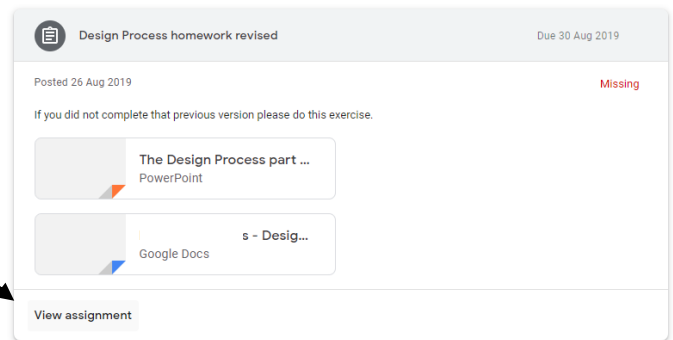 Design Process homework revised
Due 30 Aug 2019
Posted 26 Aug 2019
Missing
If you did not complete that previous version please do this exercise.
The Design Process part ...
PowerPoint
s - Desig...
Google Docs
View assignment